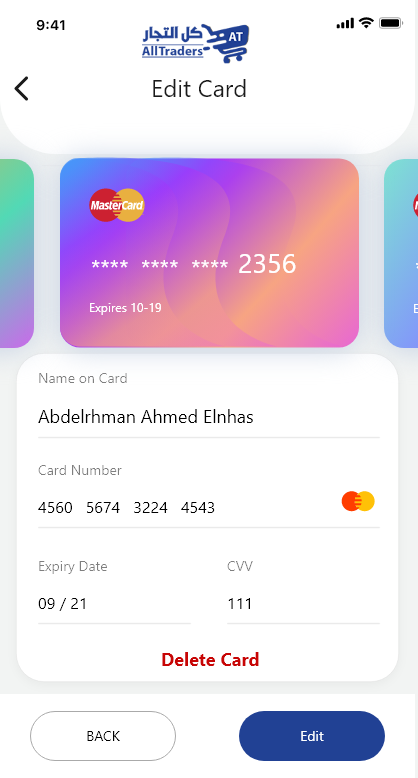 9:41
كل التجار
AT
AllTraders
Edit Card
MasterCard
**** **** **** 2356
Expires 10-19
Name on Card
Abdelrhman Ahmed Elnhas
Card Number
4560 5674 3224 4543
Expiry Date
CVV
09 / 21
111
Delete Card
BACK
Edit